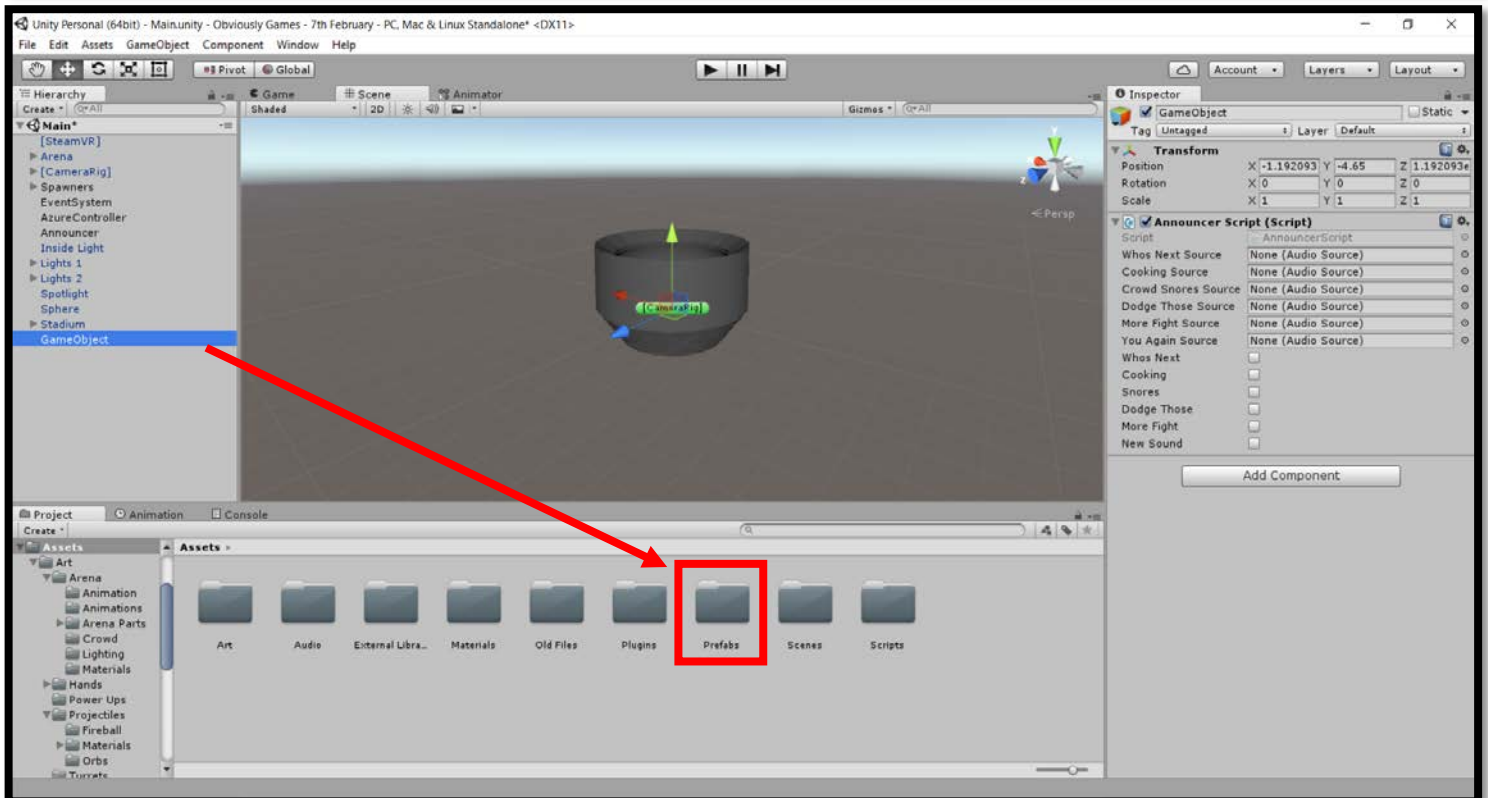 Unity Personal (64bit) - Main.unity - Obviously Games - 7th February - PC, Mac & Linux Standalone* <DX11>
File Edit Assets GameObject Component Window Help
Pivot Global Account Layers Layout
Hierarchy
Create All
Main*
[SteamVR]
Arena
[CameraRig]
Spawners
EventSystem
AzureController
Announcer
Inside Light
Lights 1
Lights 2
Spotlight
Sphere
Stadium
GameObject
Game Scene Animator
Shaded 2D Gizmos All
y
z
Persp
[CameraRig]
Inspector
GameObject Static
Tag Untagged Layer Default
Transform
Position X -1.192093 Y -4.65 Z 1.192093e
Rotation X 0 Y 0 Z 0
Scale X 1 Y 1 Z 1
Announcer Script (Script)
Script AnnouncerScript
Whos Next Source None (Audio Source)
Cooking Source None (Audio Source)
Crowd Snores Source None (Audio Source)
Dodge Those Source None (Audio Source)
More Fight Source None (Audio Source)
You Again Source None (Audio Source)
Whos Next
Cooking
Snores
Dodge Those
More Fight
New Sound
Add Component
Project Animation Console
Create
Assets
Art
Arena
Animation
Animations
Arena Parts
Crowd
Lighting
Materials
Hands
Power Ups
Projectiles
Fireball
Materials
Orbs
Turrets
Assets
Art Audio External Libra... Materials Old Files Plugins Prefabs Scenes Scripts